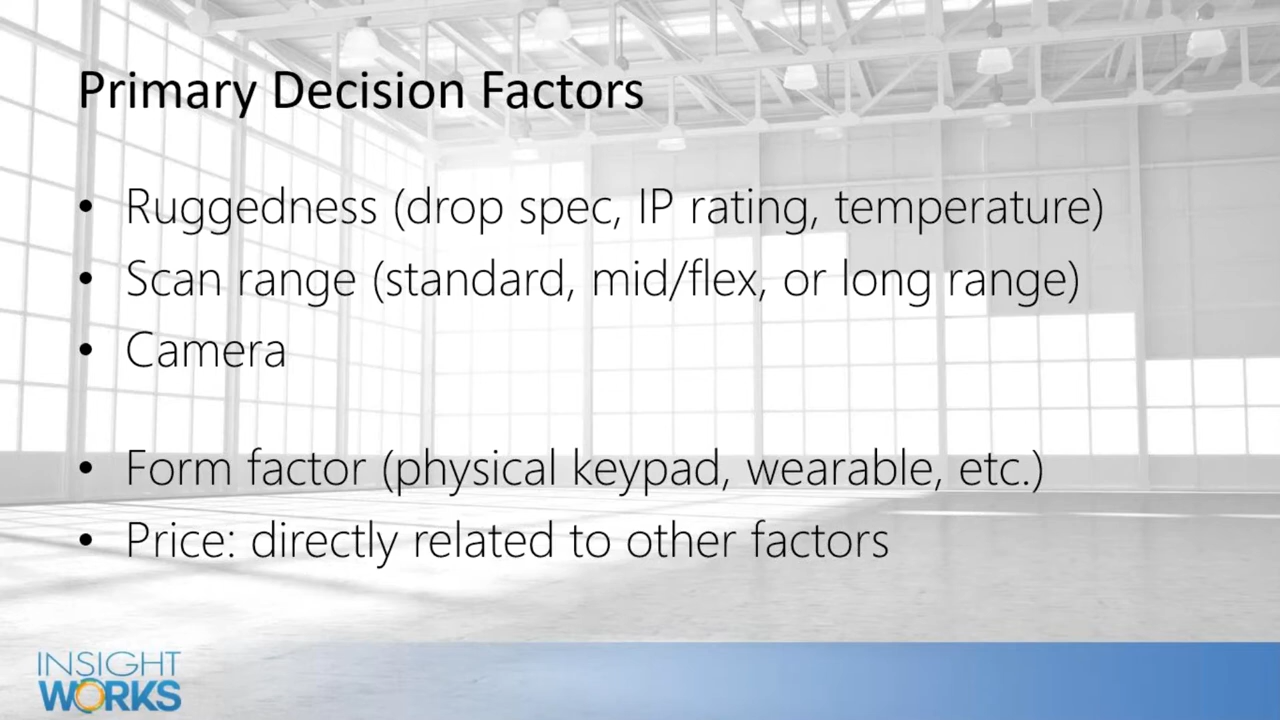 Primary Decision Factors
• Ruggedness (drop spec, IP rating, temperature)
• Scan range (standard, mid/flex, or long range)
• Camera
• Form factor (physical keypad, wearable, etc.)
• Price: directly related to other factors
INSIGHT
WORKS